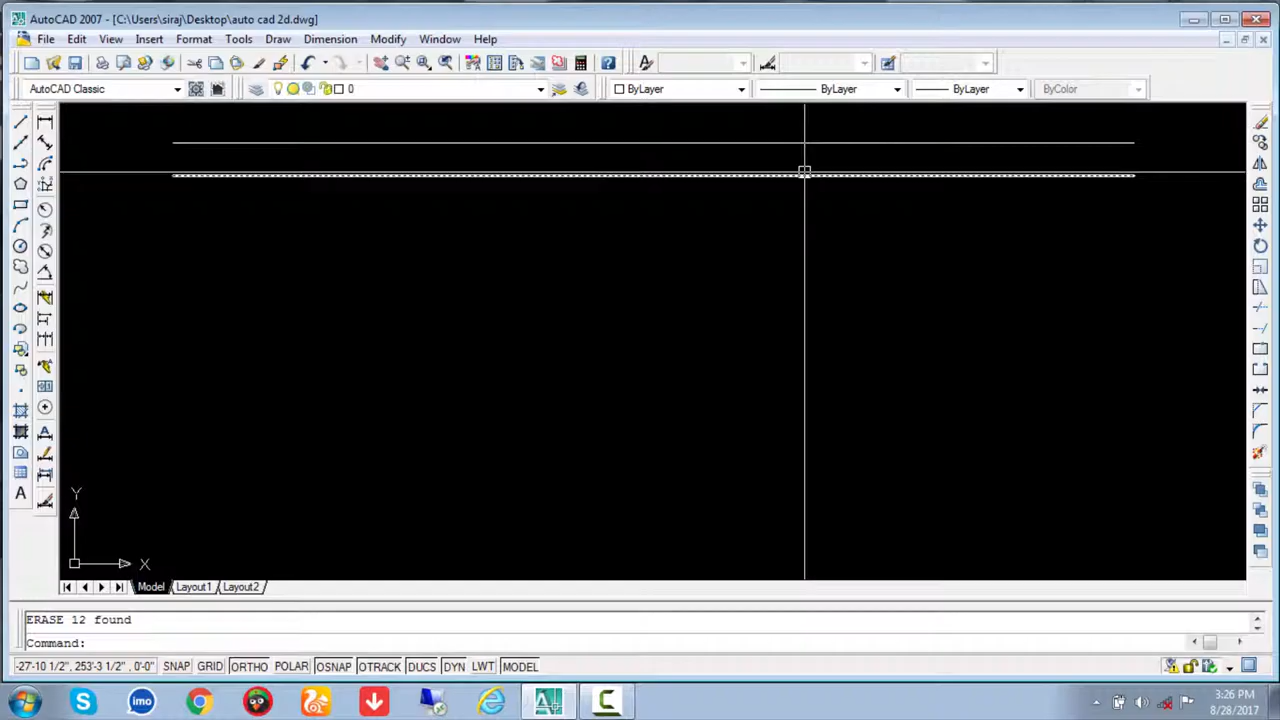 AutoCAD 2007 - [C:\Users\siraj\Desktop\auto cad 2d.dwg]
File Edit View Insert Format Tools Draw Dimension Modify Window Help
AutoCAD Classic 0 ByLayer ByLayer ByLayer ByColor
Y
X
Model Layout1 Layout2
ERASE 12 found
Command:
-27-10 1/2", 253'-3 1/2" , 0'-0" SNAP GRID ORTHO POLAR OSNAP OTRACK DUCS DYN LWT MODEL
imo
3:26 PM
8/28/2017